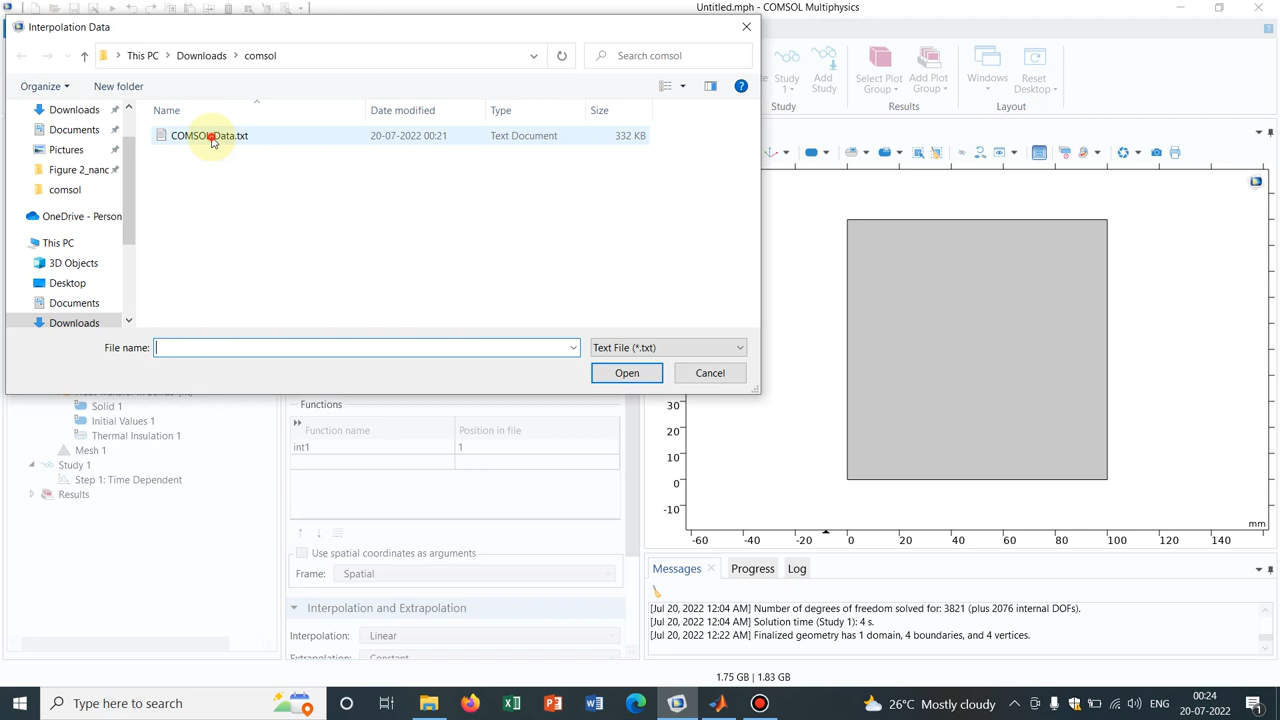 Untitled.mph - COMSOL Multiphysics
Interpolation Data
This PC > Downloads > comsol
Search comsol
Organize
New folder
Study 1
Add Study
Select Plot Group
Add Plot Group
Windows
Reset Desktop
Study
Results
Layout
Downloads
Documents
Pictures
Figure 2_nanc
comsol
OneDrive - Person
This PC
3D Objects
Desktop
Documents
Downloads
Name
Date modified
Type
Size
COMSOL Data.txt
20-07-2022 00:21
Text Document
332 KB
File name:
Text File (*.txt)
Open
Cancel
Solid 1
Initial Values 1
Thermal Insulation 1
Mesh 1
Study 1
Step 1: Time Dependent
Results
Functions
Function name
Position in file
int1
1
Use spatial coordinates as arguments
Frame:
Spatial
Interpolation and Extrapolation
Interpolation:
Linear
30
20
10
0
-10
-60
-40
-20
0
20
40
60
80
100
120
140
mm
Messages
Progress
Log
[Jul 20, 2022 12:04 AM] Number of degrees of freedom solved for: 3821 (plus 2076 internal DOFs).
[Jul 20, 2022 12:04 AM] Solution time (Study 1): 4 s.
[Jul 20, 2022 12:22 AM] Finalized geometry has 1 domain, 4 boundaries, and 4 vertices.
1.75 GB | 1.83 GB
Type here to search
26°C Mostly cloudy
ENG
00:24
20-07-2022
1